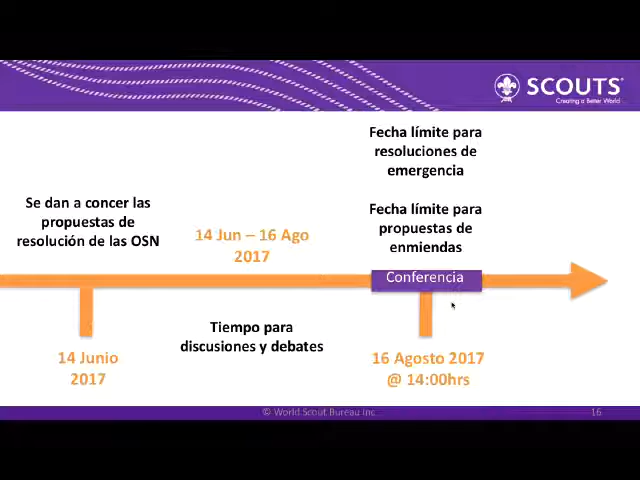 SCOUTS®
Creating a Better World
Fecha límite para
resoluciones de
emergencia
Se dan a concer las
propuestas de
resolución de las OSN
14 Jun – 16 Ago
2017
Fecha límite para
propuestas de
enmiendas
Conferencia
14 Junio
2017
Tiempo para
discusiones y debates
16 Agosto 2017
@ 14:00hrs
© World Scout Bureau Inc.
16